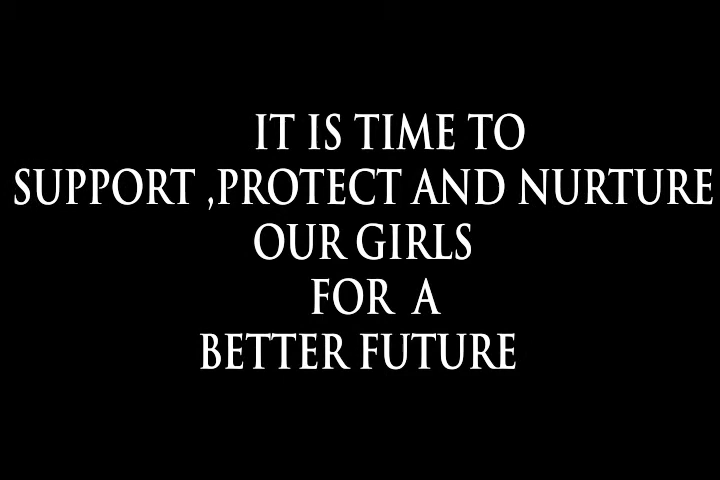 IT IS TIME TO
SUPPORT ,PROTECT AND NURTURE
OUR GIRLS
FOR A
BETTER FUTURE